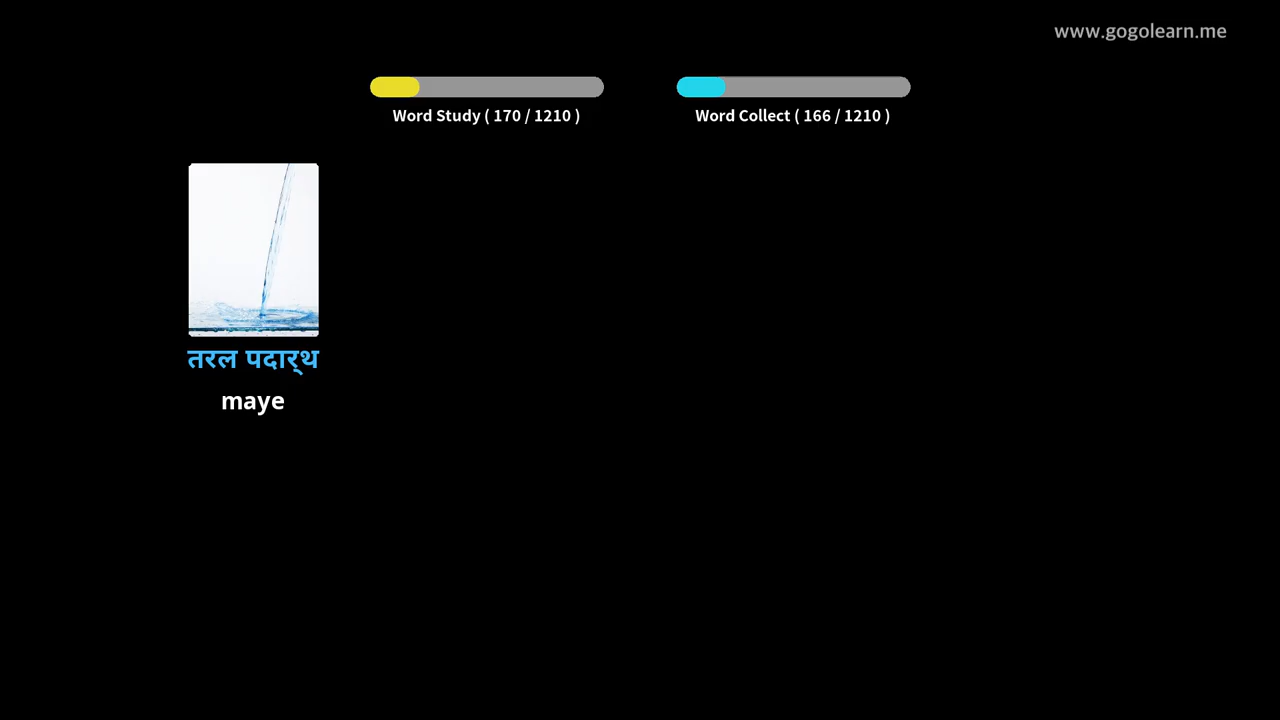 www.gogolearn.me
Word Study ( 170 / 1210 )
Word Collect ( 166 / 1210 )
तरल पदार्थ
maye